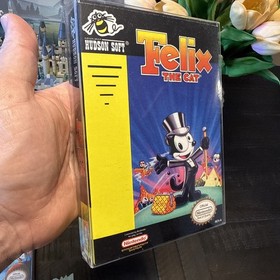 HUDSON SOFT
Felix
THE CAT
Nintendo